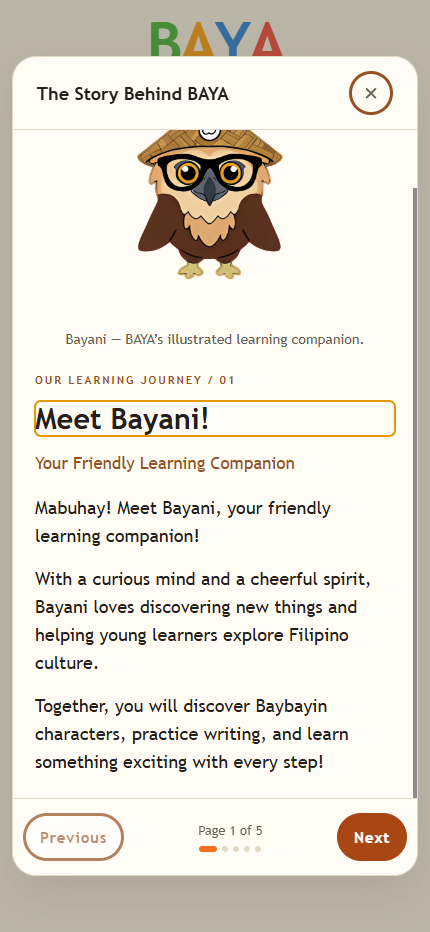 BAYA
The Story Behind BAYA
Bayani — BAYA’s illustrated learning companion.
OUR LEARNING JOURNEY / 01
Meet Bayani!
Your Friendly Learning Companion
Mabuhay! Meet Bayani, your friendly
learning companion!
With a curious mind and a cheerful spirit,
Bayani loves discovering new things and
helping young learners explore Filipino
culture.
Together, you will discover Baybayin
characters, practice writing, and learn
something exciting with every step!
Previous
Page 1 of 5
Next